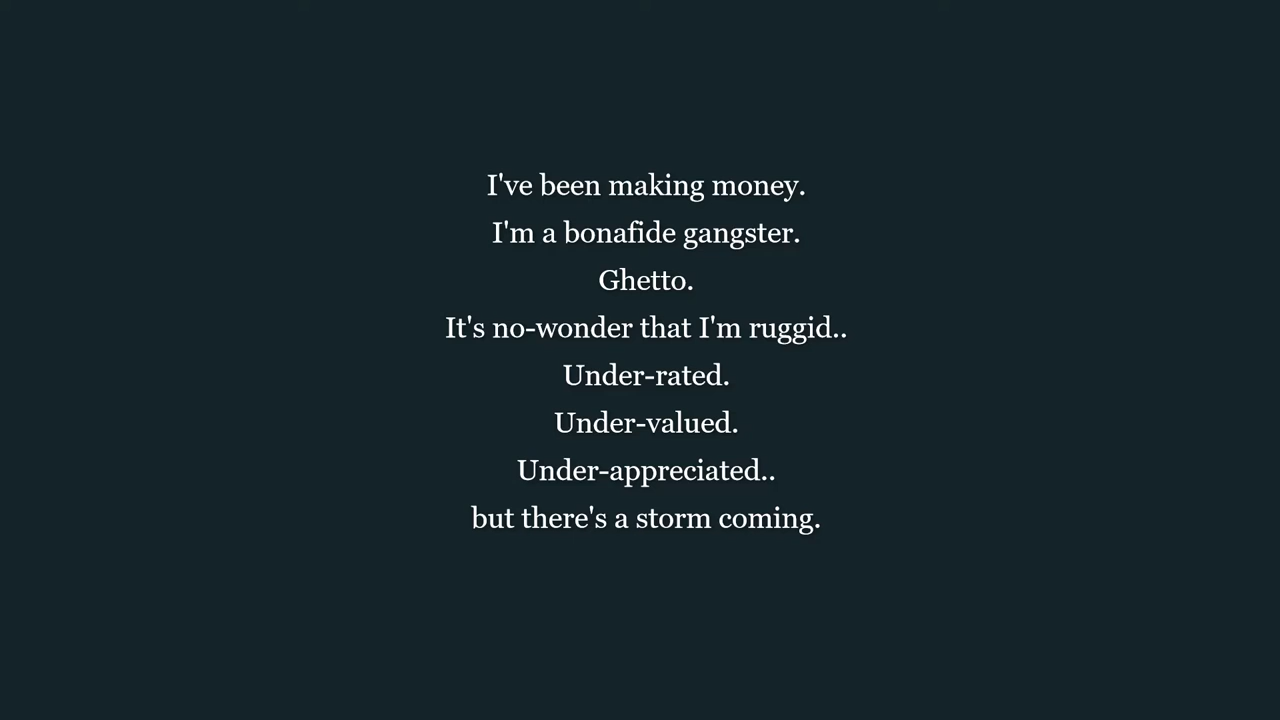 I've been making money.
I'm a bonafide gangster.
Ghetto.
It's no-wonder that I'm ruggid..
Under-rated.
Under-valued.
Under-appreciated..
but there's a storm coming.